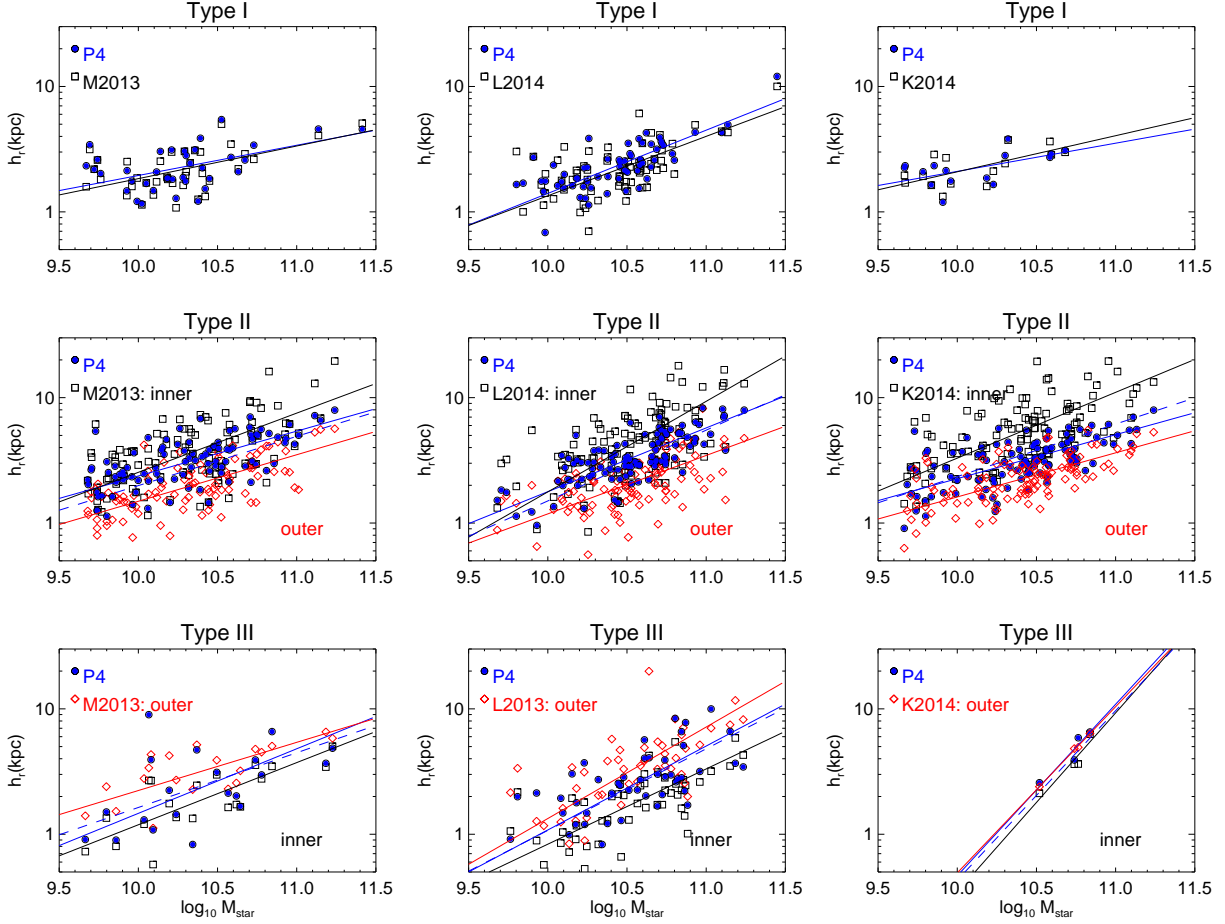 Type I
Type I
Type I
P4
M2013
P4
L2014
P4
K2014
10
1
h_r(kpc)
9.5 10.0 10.5 11.0 11.5
10
1
h_r(kpc)
9.5 10.0 10.5 11.0 11.5
10
1
h_r(kpc)
9.5 10.0 10.5 11.0 11.5
Type II
Type II
Type II
P4
M2013: inner
outer
P4
L2014: inner
outer
P4
K2014: inner
outer
10
1
h_r(kpc)
9.5 10.0 10.5 11.0 11.5
10
1
h_r(kpc)
9.5 10.0 10.5 11.0 11.5
10
1
h_r(kpc)
9.5 10.0 10.5 11.0 11.5
Type III
Type III
Type III
P4
M2013: outer
inner
P4
L2013: outer
inner
P4
K2014: outer
inner
10
1
h_r(kpc)
9.5 10.0 10.5 11.0 11.5
log_10 M_star
10
1
h_r(kpc)
9.5 10.0 10.5 11.0 11.5
log_10 M_star
10
1
h_r(kpc)
9.5 10.0 10.5 11.0 11.5
log_10 M_star